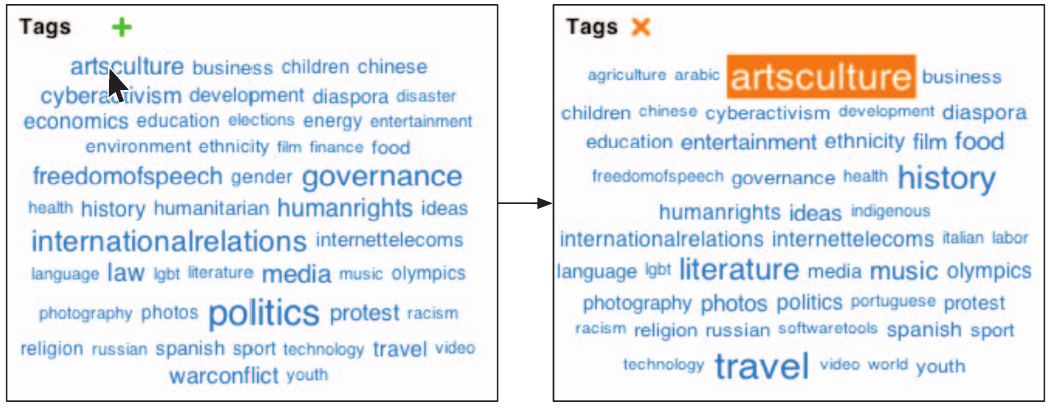 Tags
artsculture business children chinese
cyberactivism development diaspora disaster
economics education elections energy entertainment
environment ethnicity film finance food
freedomofspeech gender governance
health history humanitarian humanrights ideas
internationalrelations internettelecoms
language law lgbt literature media music olympics
photography photos politics protest racism
religion russian spanish sport technology travel video
warconflict youth
Tags
agriculture arabic artsculture business
children chinese cyberactivism development diaspora
education entertainment ethnicity film food
freedomofspeech governance health history
humanrights ideas indigenous
internationalrelations internettelecoms italian labor
language lgbt literature media music olympics
photography photos politics portuguese protest
racism religion russian softwaretools spanish sport
technology travel video world youth